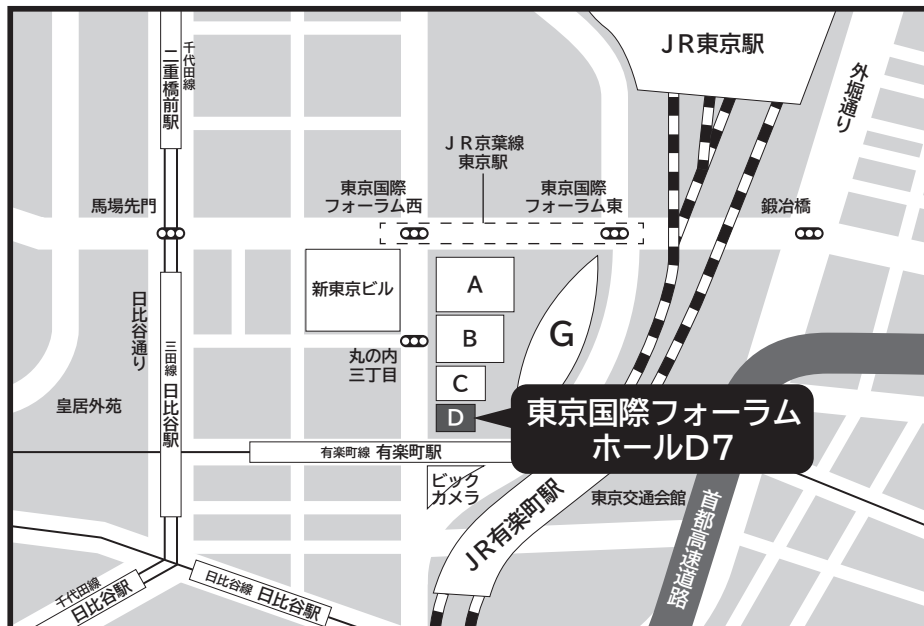 JR東京駅
千代田線
二重橋前駅
外堀通り
JR京葉線
東京駅
馬場先門
東京国際
フォーラム西
東京国際
フォーラム東
鍛冶橋
新東京ビル
A
B
C
D
G
日比谷通り
三田線 日比谷駅
丸の内
三丁目
皇居外苑
東京国際フォーラム
ホールD7
有楽町線 有楽町駅
ビック
カメラ
JR有楽町駅
東京交通会館
首都高速道路
千代田線
日比谷駅
日比谷線 日比谷駅